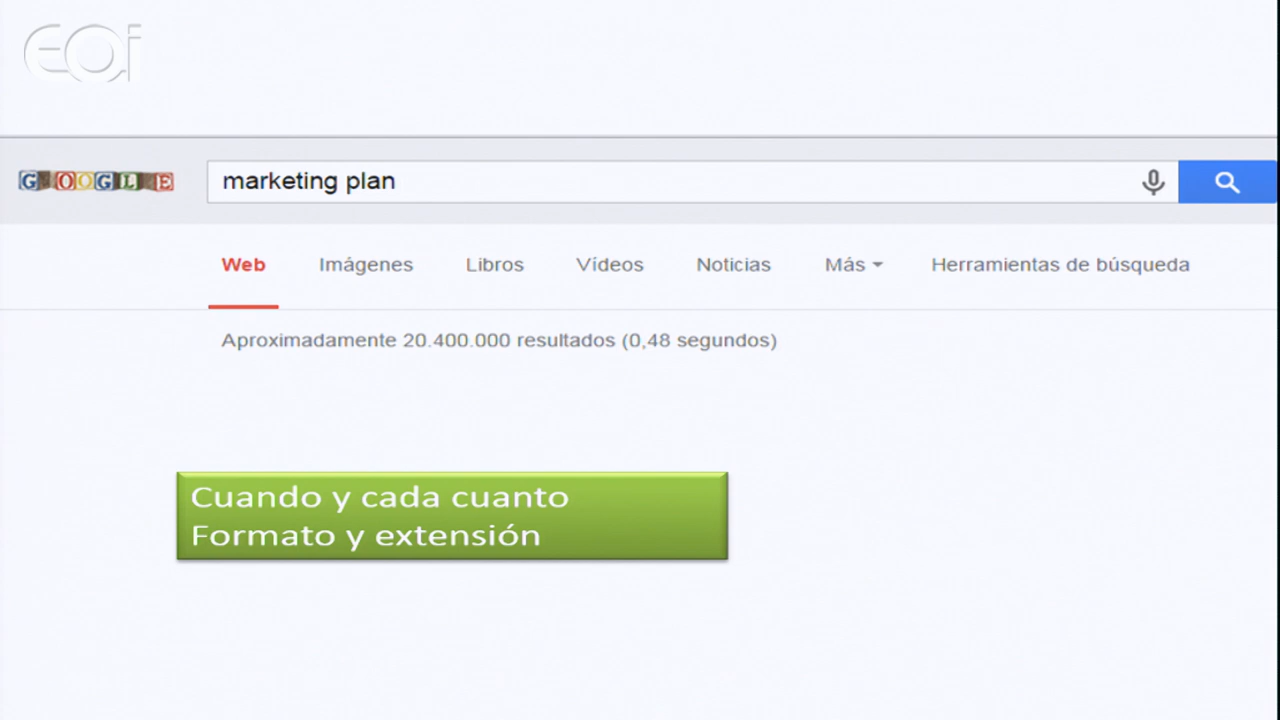 eoi
GOOGLE
marketing plan
Web Imágenes Libros Vídeos Noticias Más Herramientas de búsqueda
Aproximadamente 20.400.000 resultados (0,48 segundos)
Cuando y cada cuanto
Formato y extensión